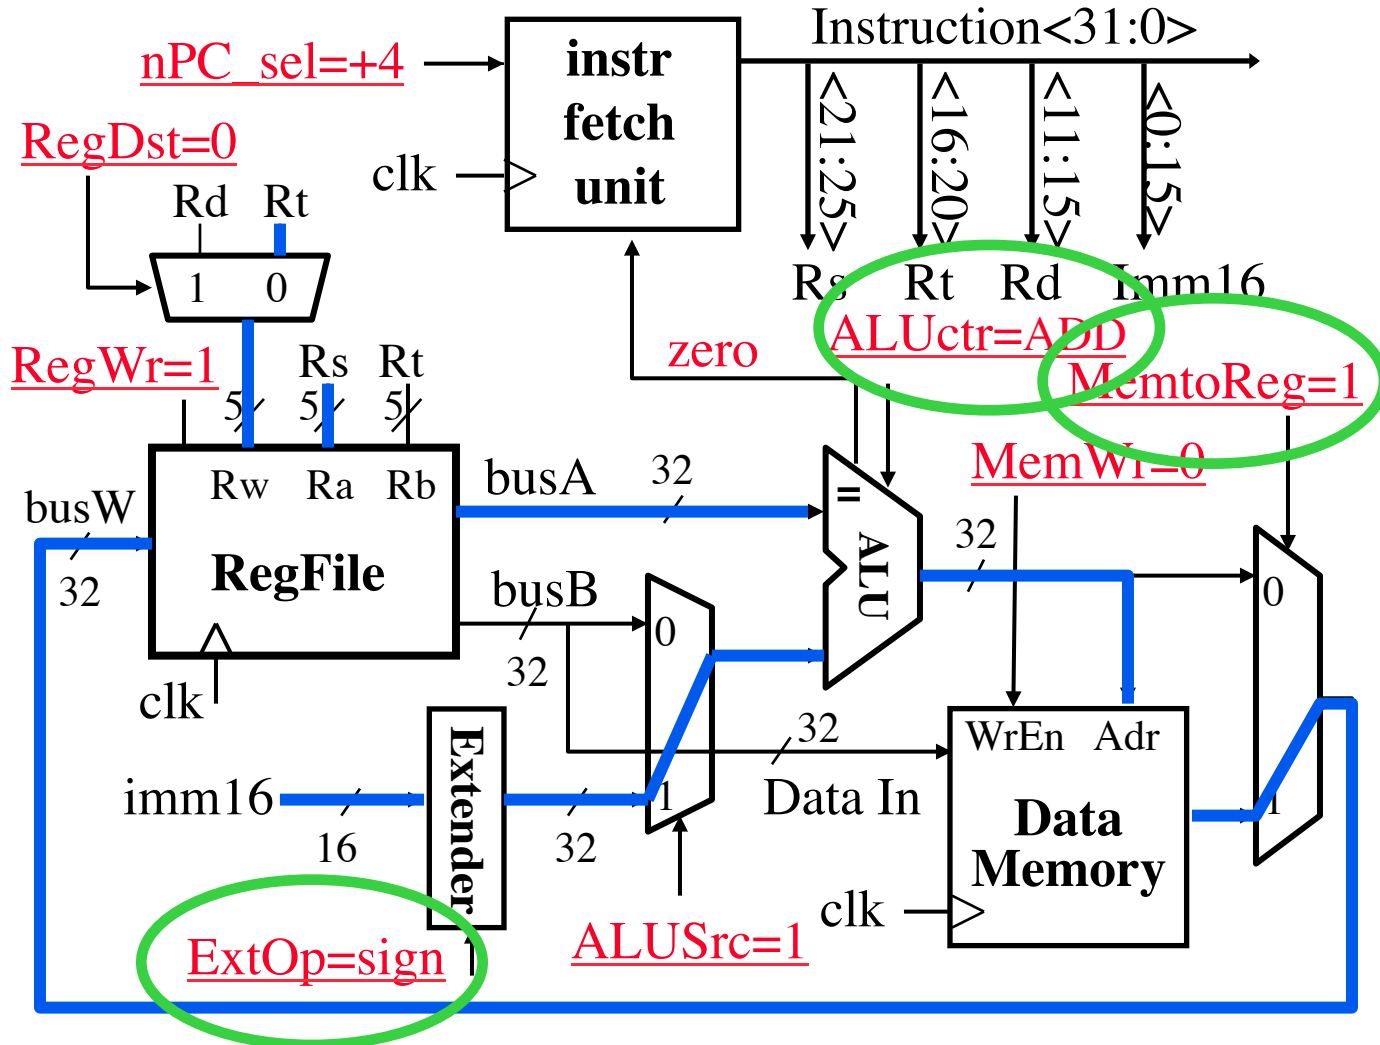 Instruction<31:0>
nPC_sel=+4
instr
fetch
unit
clk
<21:25>
<16:20>
<11:15>
<0:15>
RegDst=0
Rd
Rt
1
0
Rs
Rt
Rd
Imm16
ALUctr=ADD
zero
MemtoReg=1
RegWr=1
Rs
Rt
5
5
5
MemWr=0
Rw
Ra
Rb
busW
32
RegFile
clk
busA
32
=
ALU
32
busB
32
0
1
0
1
32
WrEn
Adr
Data In
Data
Memory
clk
imm16
16
Extender
32
ExtOp=sign
ALUSrc=1